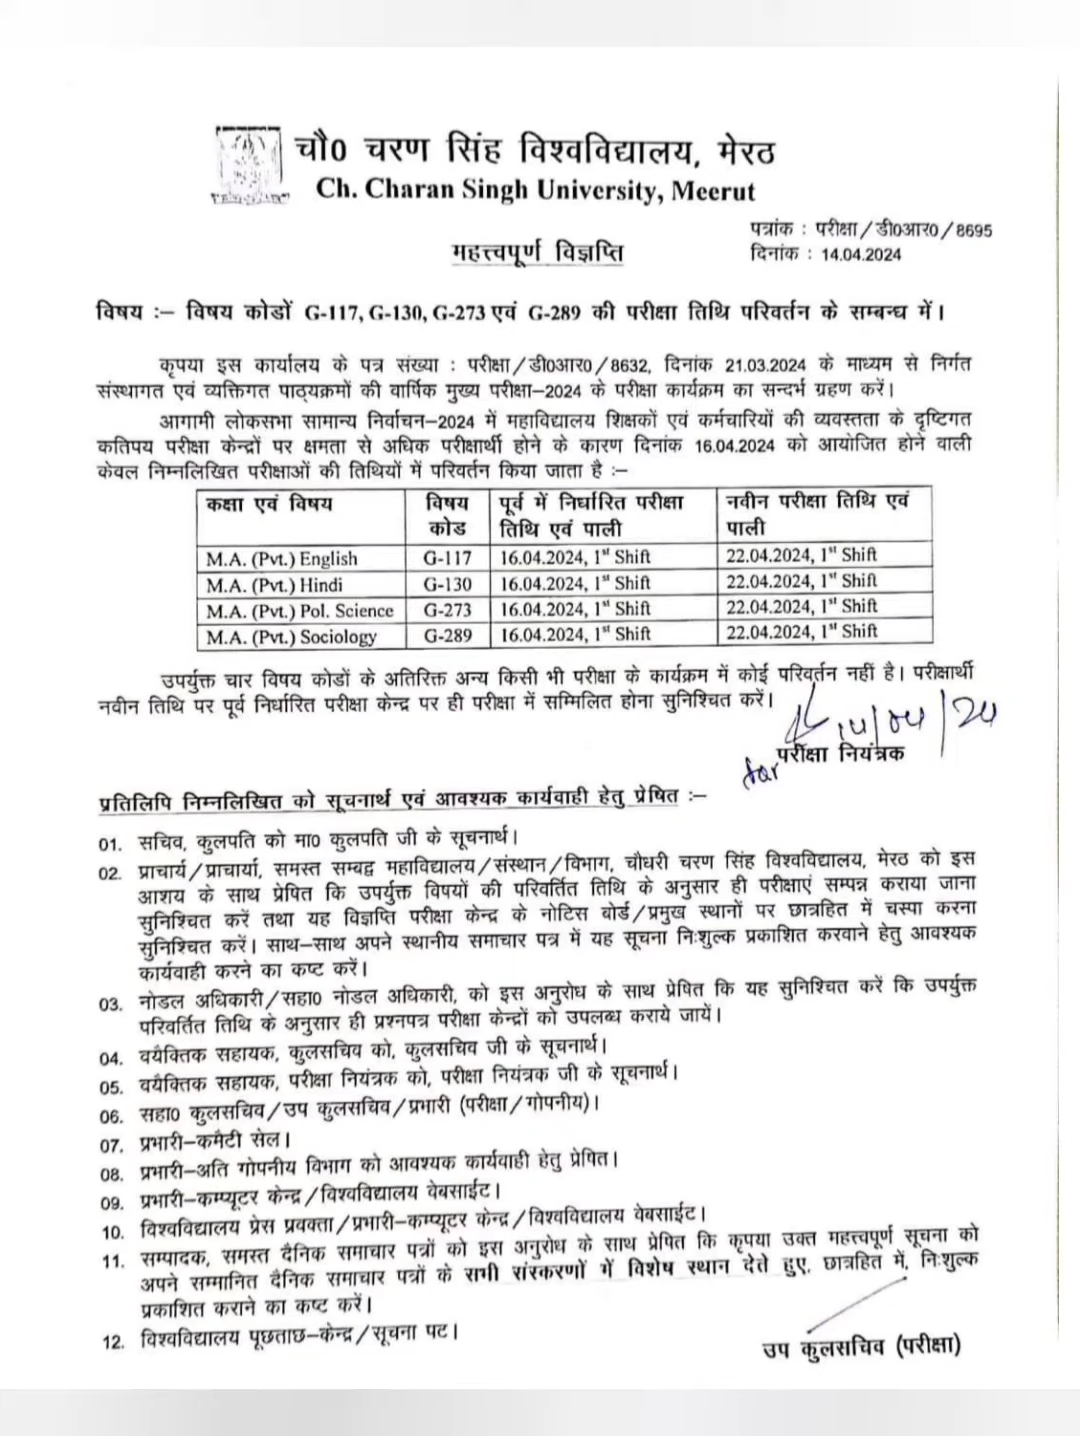 चौ0 चरण सिंह विश्वविद्यालय, मेरठ
Ch. Charan Singh University, Meerut
पत्रांक : परीक्षा/डी0आर0/8695
महत्त्वपूर्ण विज्ञप्ति
दिनांक : 14.04.2024
विषय :– विषय कोडों G-117, G-130, G-273 एवं G-289 की परीक्षा तिथि परिवर्तन के सम्बन्ध में।
कृपया इस कार्यालय के पत्र संख्या : परीक्षा/डी0आर0/8632, दिनांक 21.03.2024 के माध्यम से निर्गत
संस्थागत एवं व्यक्तिगत पाठ्यक्रमों की वार्षिक मुख्य परीक्षा–2024 के परीक्षा कार्यक्रम का सन्दर्भ ग्रहण करें।
आगामी लोकसभा सामान्य निर्वाचन–2024 में महाविद्यालय शिक्षकों एवं कर्मचारियों की व्यवस्तता के दृष्टिगत
कतिपय परीक्षा केन्द्रों पर क्षमता से अधिक परीक्षार्थी होने के कारण दिनांक 16.04.2024 को आयोजित होने वाली
केवल निम्नलिखित परीक्षाओं की तिथियों में परिवर्तन किया जाता है :–
कक्षा एवं विषय विषय कोड पूर्व में निर्धारित परीक्षा तिथि एवं पाली नवीन परीक्षा तिथि एवं पाली
M.A. (Pvt.) English G-117 16.04.2024, 1st Shift 22.04.2024, 1st Shift
M.A. (Pvt.) Hindi G-130 16.04.2024, 1st Shift 22.04.2024, 1st Shift
M.A. (Pvt.) Pol. Science G-273 16.04.2024, 1st Shift 22.04.2024, 1st Shift
M.A. (Pvt.) Sociology G-289 16.04.2024, 1st Shift 22.04.2024, 1st Shift
उपर्युक्त चार विषय कोडों के अतिरिक्त अन्य किसी भी परीक्षा के कार्यक्रम में कोई परिवर्तन नहीं है। परीक्षार्थी
नवीन तिथि पर पूर्व निर्धारित परीक्षा केन्द्र पर ही परीक्षा में सम्मिलित होना सुनिश्चित करें।
14/04/24
for परीक्षा नियंत्रक
प्रतिलिपि निम्नलिखित को सूचनार्थ एवं आवश्यक कार्यवाही हेतु प्रेषित :–
01. सचिव, कुलपति को मा0 कुलपति जी के सूचनार्थ।
02. प्राचार्य/प्राचार्या, समस्त सम्बद्व महाविद्यालय/संस्थान/विभाग, चौधरी चरण सिंह विश्वविद्यालय, मेरठ को इस
आशय के साथ प्रेषित कि उपर्युक्त विषयों की परिवर्तित तिथि के अनुसार ही परीक्षाएं सम्पन्न कराया जाना
सुनिश्चित करें तथा यह विज्ञप्ति परीक्षा केन्द्र के नोटिस बोर्ड/प्रमुख स्थानों पर छात्रहित में चस्पा करना
सुनिश्चित करें। साथ–साथ अपने स्थानीय समाचार पत्र में यह सूचना निःशुल्क प्रकाशित करवाने हेतु आवश्यक
कार्यवाही करने का कष्ट करें।
03. नोडल अधिकारी/सहा0 नोडल अधिकारी, को इस अनुरोध के साथ प्रेषित कि यह सुनिश्चित करें कि उपर्युक्त
परिवर्तित तिथि के अनुसार ही प्रश्नपत्र परीक्षा केन्द्रों को उपलब्ध कराये जायें।
04. वयैक्तिक सहायक, कुलसचिव को, कुलसचिव जी के सूचनार्थ।
05. वयैक्तिक सहायक, परीक्षा नियंत्रक को, परीक्षा नियंत्रक जी के सूचनार्थ।
06. सहा0 कुलसचिव/उप कुलसचिव/प्रभारी (परीक्षा/गोपनीय)।
07. प्रभारी–कमैटी सेल।
08. प्रभारी–अति गोपनीय विभाग को आवश्यक कार्यवाही हेतु प्रेषित।
09. प्रभारी–कम्प्यूटर केन्द्र/विश्वविद्यालय वेबसाईट।
10. विश्वविद्यालय प्रेस प्रवक्ता/प्रभारी–कम्प्यूटर केन्द्र/विश्वविद्यालय वेबसाईट।
11. सम्पादक, समस्त दैनिक समाचार पत्रों को इस अनुरोध के साथ प्रेषित कि कृपया उक्त महत्त्वपूर्ण सूचना को
अपने सम्मानित दैनिक समाचार पत्रों के सभी संस्करणों में विशेष स्थान देते हुए, छात्रहित में, निःशुल्क
प्रकाशित कराने का कष्ट करें।
12. विश्वविद्यालय पूछताछ–केन्द्र/सूचना पट।
उप कुलसचिव (परीक्षा)